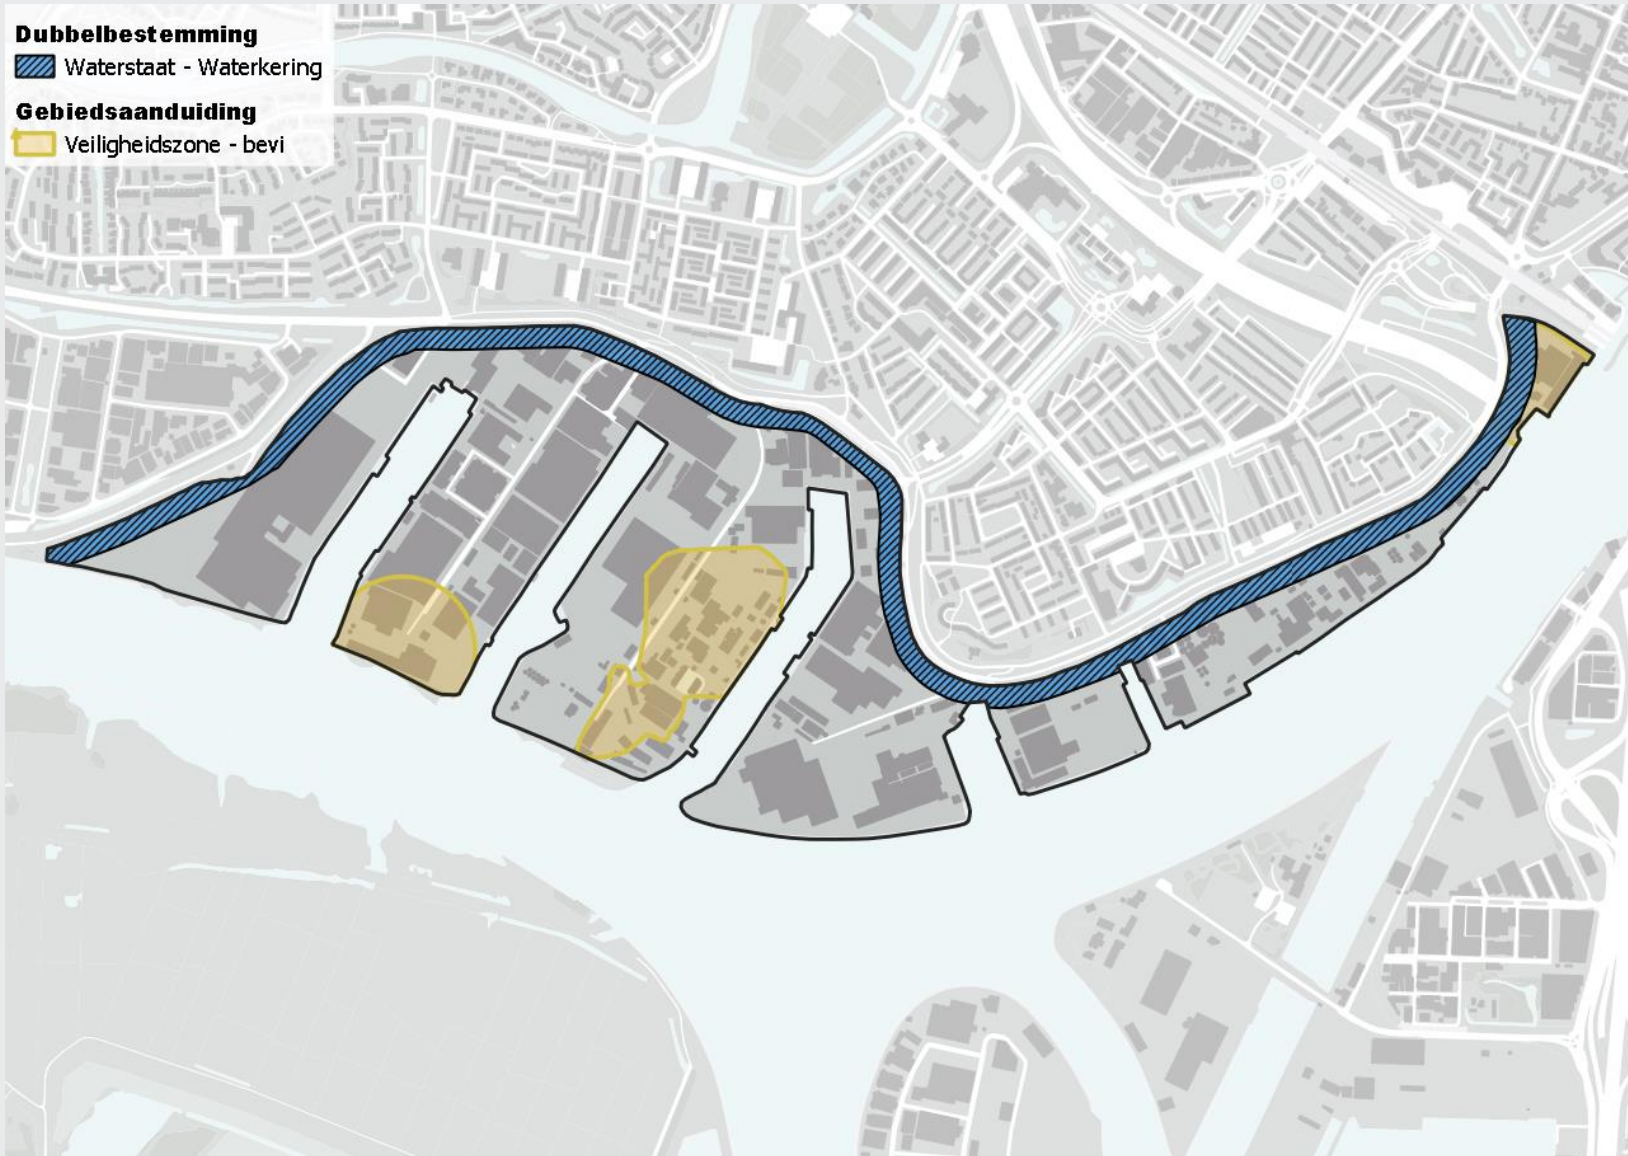 Dubbelbestemming
Waterstaat - Waterkering
Gebiedsaanduiding
Veiligheidszone - bevi